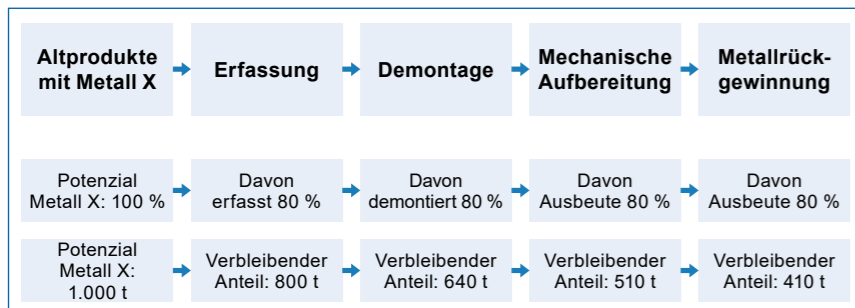 Altprodukte
mit Metall X
Erfassung
Demontage
Mechanische
Aufbereitung
Metallrück-
gewinnung
Potenzial
Metall X: 100 %
Davon
erfasst 80 %
Davon
demontiert 80 %
Davon
Ausbeute 80 %
Davon
Ausbeute 80 %
Potenzial
Metall X:
1.000 t
Verbleibender
Anteil: 800 t
Verbleibender
Anteil: 640 t
Verbleibender
Anteil: 510 t
Verbleibender
Anteil: 410 t